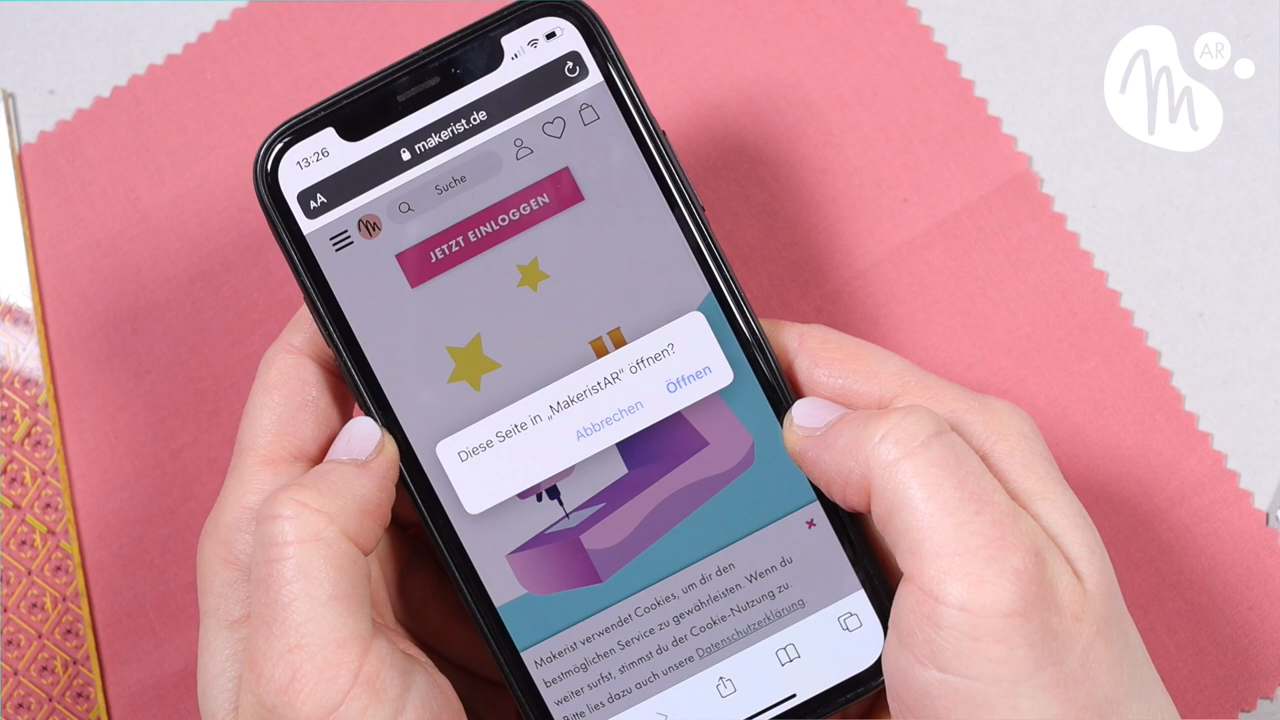 13:26
AA
makerist.de
m
Suche
JETZT EINLOGGEN
Diese Seite in „MakeristAR" öffnen?
Abbrechen
Öffnen
Makerist verwendet Cookies, um dir den
bestmöglichen Service zu gewährleisten. Wenn du
weiter surfst, stimmst du der Cookie-Nutzung zu.
Bitte lies dazu auch unsere Datenschutzerklärung.
m
AR